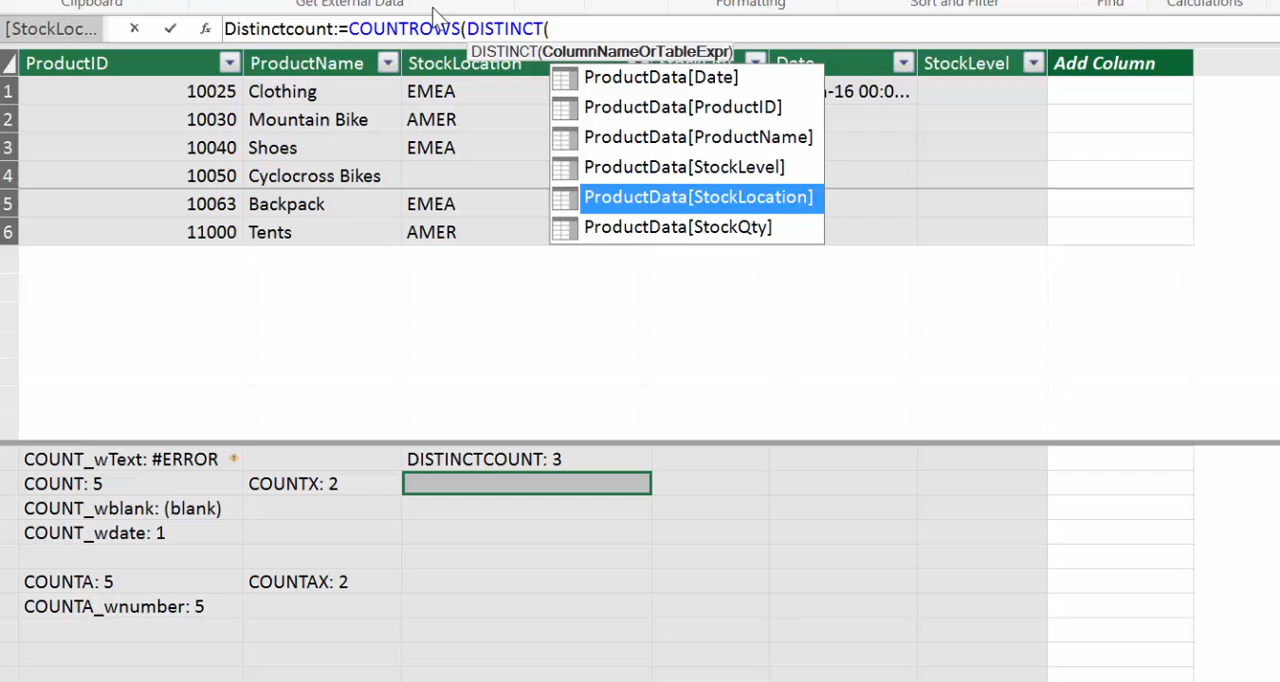 Clipboard Get External Data Formatting Sort and Filter Find Calculations
[StockLoc... Distinctcount:=COUNTROWS(DISTINCT(
DISTINCT(ColumnNameOrTableExpr)
ProductID ProductName StockLocation Date StockLevel Add Column
ProductData[Date]
ProductData[ProductID]
ProductData[ProductName]
ProductData[StockLevel]
ProductData[StockLocation]
ProductData[StockQty]
1 10025 Clothing EMEA -16 00:0...
2 10030 Mountain Bike AMER
3 10040 Shoes EMEA
4 10050 Cyclocross Bikes
5 10063 Backpack EMEA
6 11000 Tents AMER
COUNT_wText: #ERROR DISTINCTCOUNT: 3
COUNT: 5 COUNTX: 2
COUNT_wblank: (blank)
COUNT_wdate: 1
COUNTA: 5 COUNTAX: 2
COUNTA_wnumber: 5